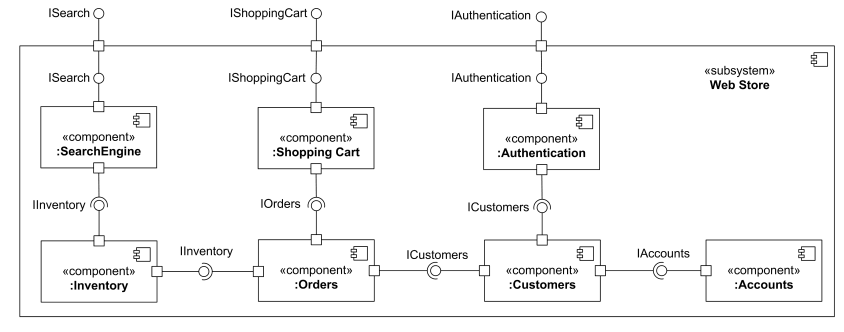 ISearch
IShoppingCart
IAuthentication
ISearch
IShoppingCart
IAuthentication
«subsystem»
Web Store
«component»
:SearchEngine
«component»
:Shopping Cart
«component»
:Authentication
IInventory
IOrders
ICustomers
IInventory
ICustomers
IAccounts
«component»
:Inventory
«component»
:Orders
«component»
:Customers
«component»
:Accounts